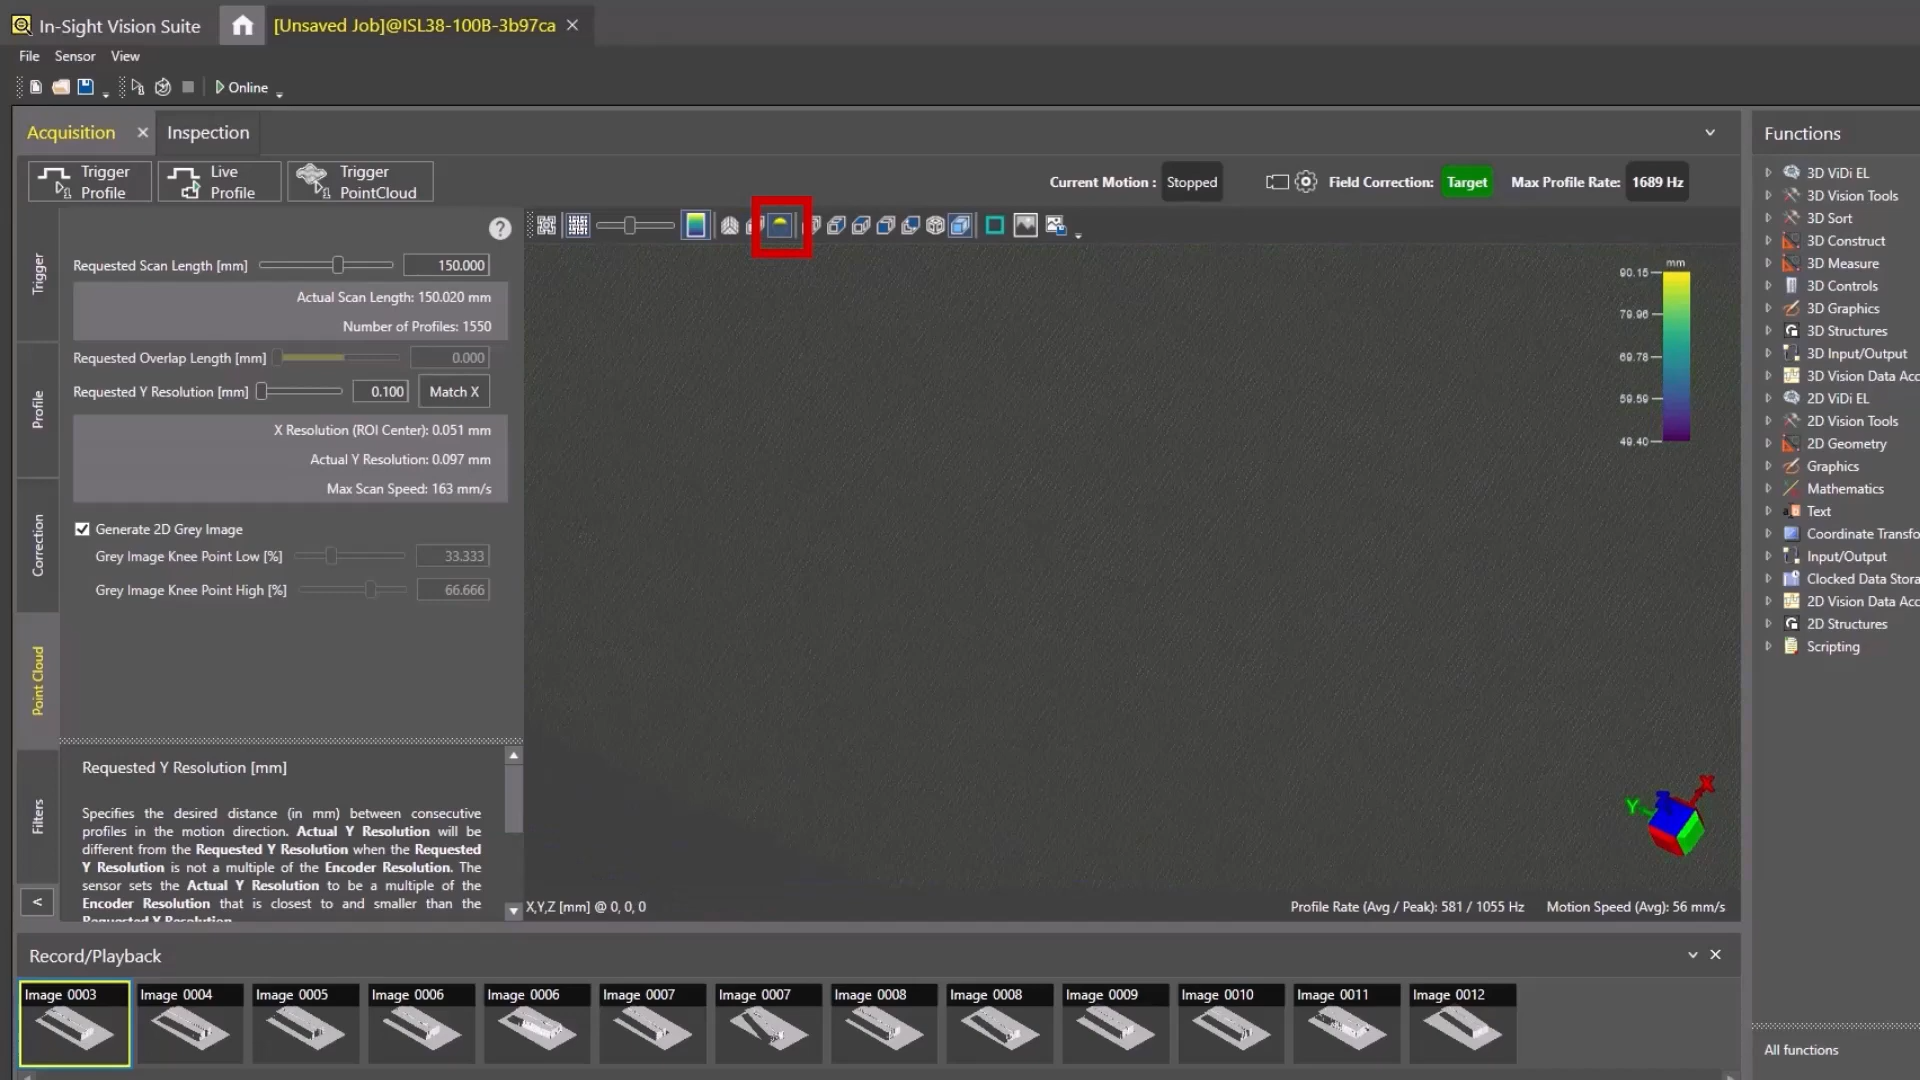 In-Sight Vision Suite
[Unsaved Job]@ISL38-100B-3b97ca
File Sensor View
Online
Acquisition
Inspection
Trigger Profile
Live Profile
Trigger PointCloud
Current Motion : Stopped
Field Correction: Target
Max Profile Rate: 1689 Hz
Trigger
Profile
Correction
Point Cloud
Filters
<
?
Requested Scan Length [mm] 150.000
Actual Scan Length: 150.020 mm
Number of Profiles: 1550
Requested Overlap Length [mm] 0.000
Requested Y Resolution [mm] 0.100 Match X
X Resolution (ROI Center): 0.051 mm
Actual Y Resolution: 0.097 mm
Max Scan Speed: 163 mm/s
Generate 2D Grey Image
Grey Image Knee Point Low [%] 33.333
Grey Image Knee Point High [%] 66.666
Requested Y Resolution [mm]
Specifies the desired distance (in mm) between consecutive
profiles in the motion direction. Actual Y Resolution will be
different from the Requested Y Resolution when the Requested
Y Resolution is not a multiple of the Encoder Resolution. The
sensor sets the Actual Y Resolution to be a multiple of the
Encoder Resolution that is closest to and smaller than the
Requested Y Resolution.
mm
90.15
79.96
69.78
59.59
49.40
X
Y
Z
X,Y,Z [mm] @ 0, 0, 0
Profile Rate (Avg / Peak): 581 / 1055 Hz
Motion Speed (Avg): 56 mm/s
Record/Playback
Image 0003
Image 0004
Image 0005
Image 0006
Image 0006
Image 0007
Image 0007
Image 0008
Image 0008
Image 0009
Image 0010
Image 0011
Image 0012
Functions
3D ViDi EL
3D Vision Tools
3D Sort
3D Construct
3D Measure
3D Controls
3D Graphics
3D Structures
3D Input/Output
3D Vision Data Acc
2D ViDi EL
2D Vision Tools
2D Geometry
Graphics
Mathematics
Text
Coordinate Transfo
Input/Output
Clocked Data Stora
2D Vision Data Acc
2D Structures
Scripting
All functions